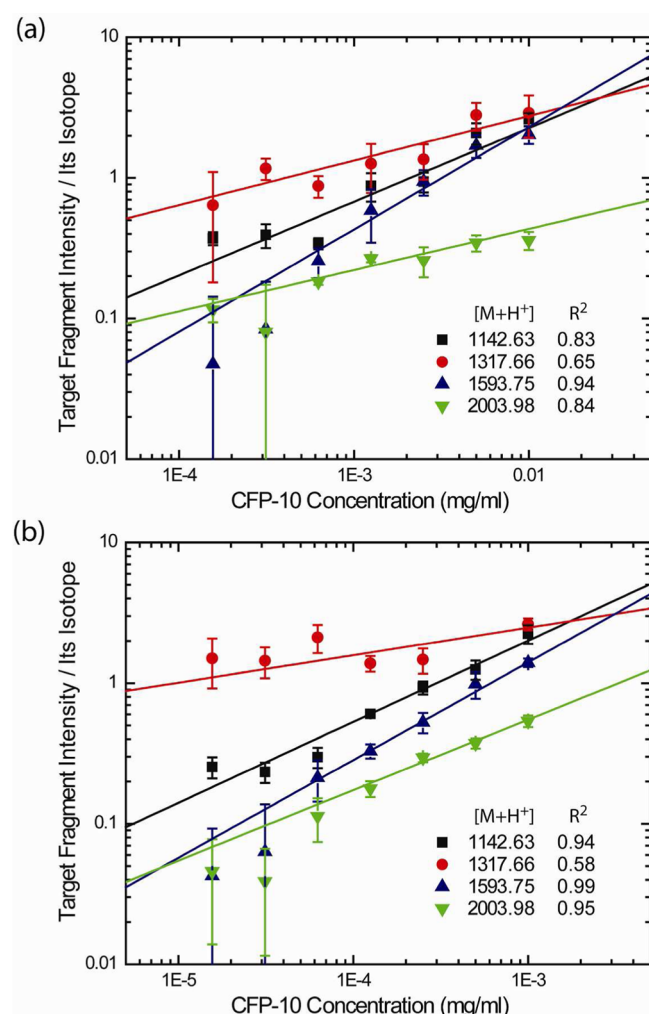 (a)
10
1
0.1
0.01
Target Fragment Intensity / Its Isotope
[M+H⁺] R²
1142.63 0.83
1317.66 0.65
1593.75 0.94
2003.98 0.84
1E-4 1E-3 0.01
CFP-10 Concentration (mg/ml)
(b)
10
1
0.1
0.01
Target Fragment Intensity / Its Isotope
[M+H⁺] R²
1142.63 0.94
1317.66 0.58
1593.75 0.99
2003.98 0.95
1E-5 1E-4 1E-3
CFP-10 Concentration (mg/ml)